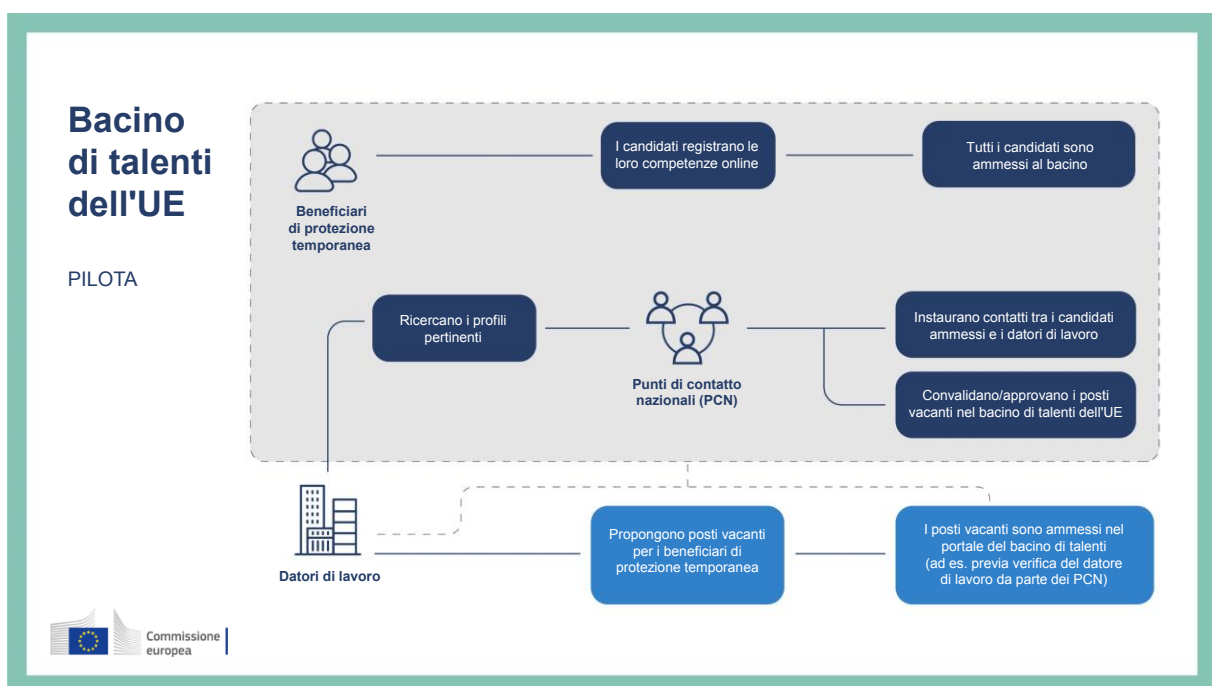 Bacino
di talenti
dell'UE
PILOTA
Beneficiari
di protezione
temporanea
I candidati registrano le
loro competenze online
Tutti i candidati sono
ammessi al bacino
Ricercano i profili
pertinenti
Punti di contatto
nazionali (PCN)
Instaurano contatti tra i candidati
ammessi e i datori di lavoro
Convalidano/approvano i posti
vacanti nel bacino di talenti dell'UE
Datori di lavoro
Propongono posti vacanti
per i beneficiari di
protezione temporanea
I posti vacanti sono ammessi nel
portale del bacino di talenti
(ad es. previa verifica del datore
di lavoro da parte dei PCN)
Commissione
europea